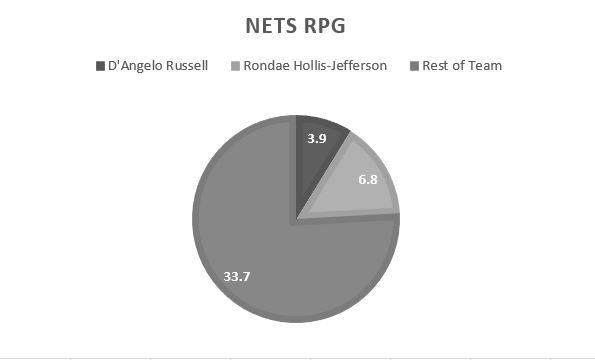 NETS RPG
D'Angelo Russell Rondae Hollis-Jefferson Rest of Team
3.9
6.8
33.7